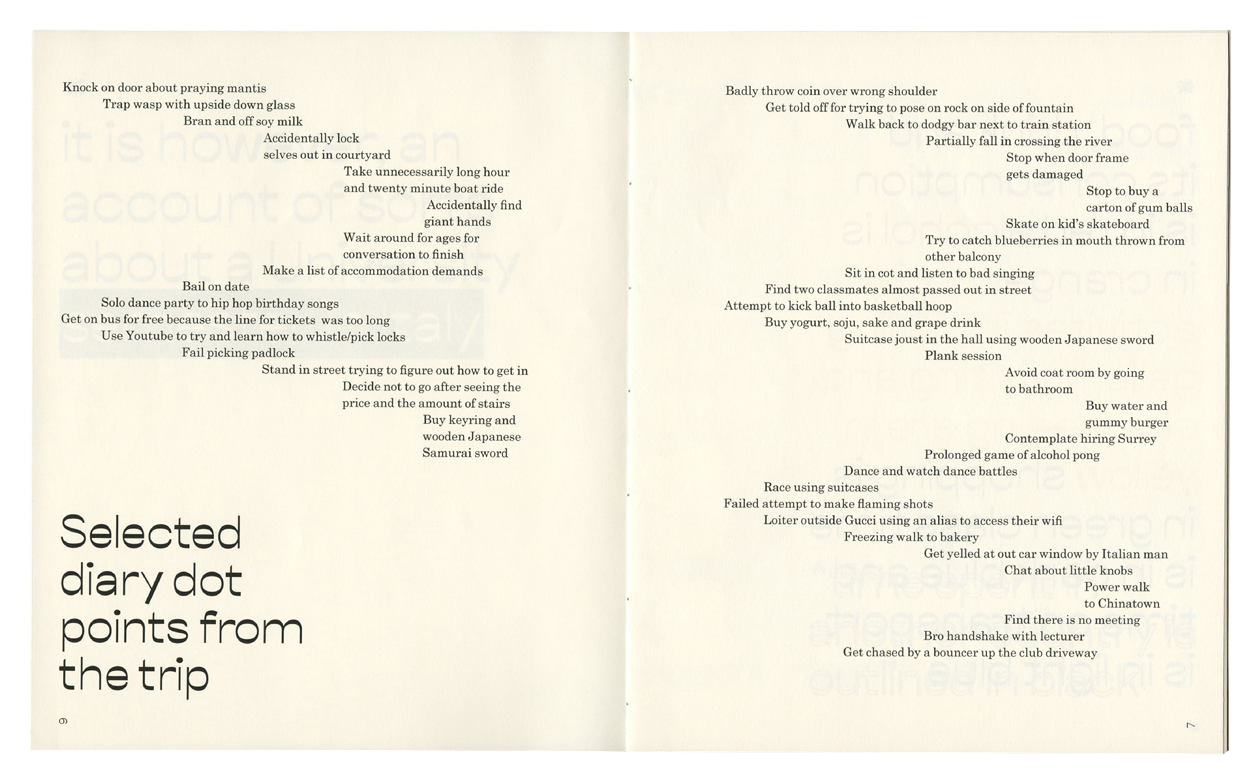 Knock on door about praying mantis
Trap wasp with upside down glass
Bran and off soy milk
Accidentally lock
selves out in courtyard
Take unnecessarily long hour
and twenty minute boat ride
Accidentally find
giant hands
Wait around for ages for
conversation to finish
Make a list of accommodation demands
Bail on date
Solo dance party to hip hop birthday songs
Get on bus for free because the line for tickets was too long
Use Youtube to try and learn how to whistle/pick locks
Fail picking padlock
Stand in street trying to figure out how to get in
Decide not to go after seeing the
price and the amount of stairs
Buy keyring and
wooden Japanese
Samurai sword
Selected
diary dot
points from
the trip
6
Badly throw coin over wrong shoulder
Get told off for trying to pose on rock on side of fountain
Walk back to dodgy bar next to train station
Partially fall in crossing the river
Stop when door frame
gets damaged
Stop to buy a
carton of gum balls
Skate on kid's skateboard
Try to catch blueberries in mouth thrown from
other balcony
Sit in cot and listen to bad singing
Find two classmates almost passed out in street
Attempt to kick ball into basketball hoop
Buy yogurt, soju, sake and grape drink
Suitcase joust in the hall using wooden Japanese sword
Plank session
Avoid coat room by going
to bathroom
Buy water and
gummy burger
Contemplate hiring Surrey
Prolonged game of alcohol pong
Dance and watch dance battles
Race using suitcases
Failed attempt to make flaming shots
Loiter outside Gucci using an alias to access their wifi
Freezing walk to bakery
Get yelled at out car window by Italian man
Chat about little knobs
Power walk
to Chinatown
Find there is no meeting
Bro handshake with lecturer
Get chased by a bouncer up the club driveway
7